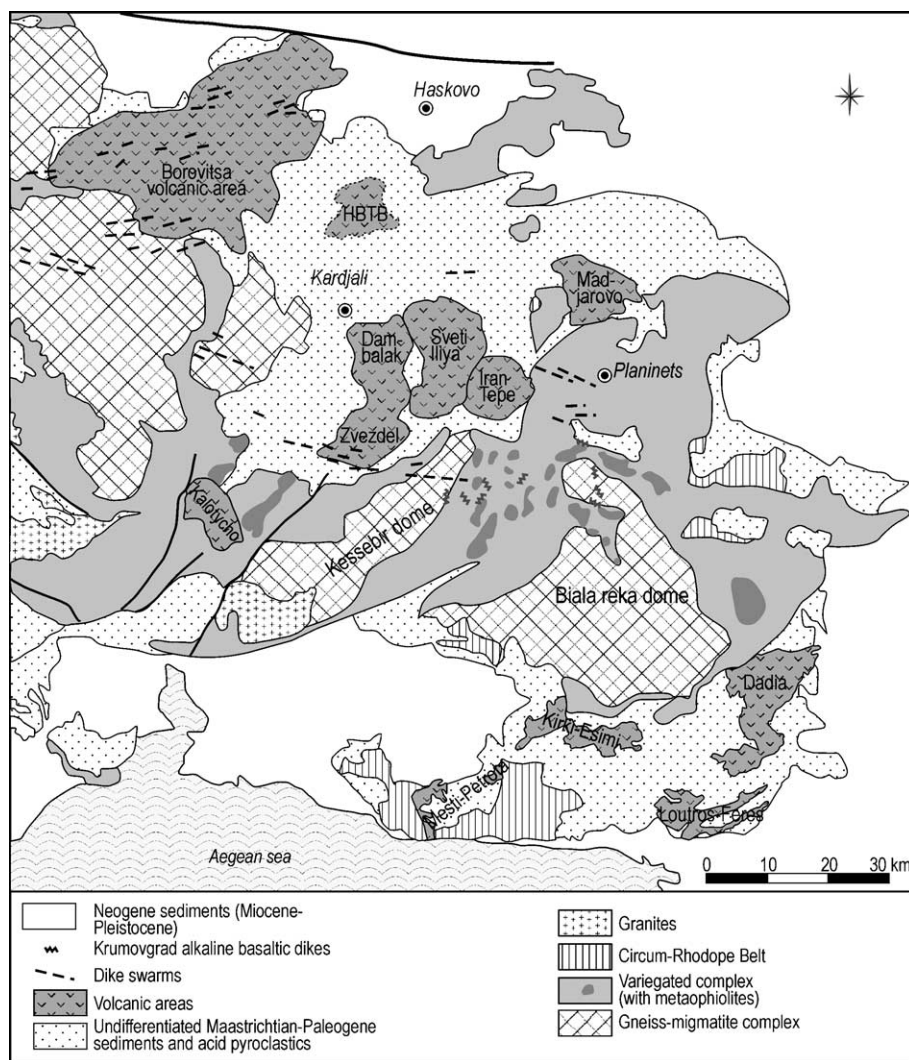 Haskovo
Borovitsa
volcanic area
HBTB
Kardjali
Mad-
jarovo
Dam-
balak
Sveti
Iliya
Iran-
Tepe
Planinets
Zvezdel
Kalotycho
Kessebir dome
Biala reka dome
Dadia
Kirki-Esimi
Mesti-Petrota
Loutros-Feres
Aegean sea
0 10 20 30 km
Neogene sediments (Miocene-
Pleistocene)
Krumovgrad alkaline basaltic dikes
Dike swarms
Volcanic areas
Undifferentiated Maastrichtian-Paleogene
sediments and acid pyroclastics
Granites
Circum-Rhodope Belt
Variegated complex
(with metaophiolites)
Gneiss-migmatite complex